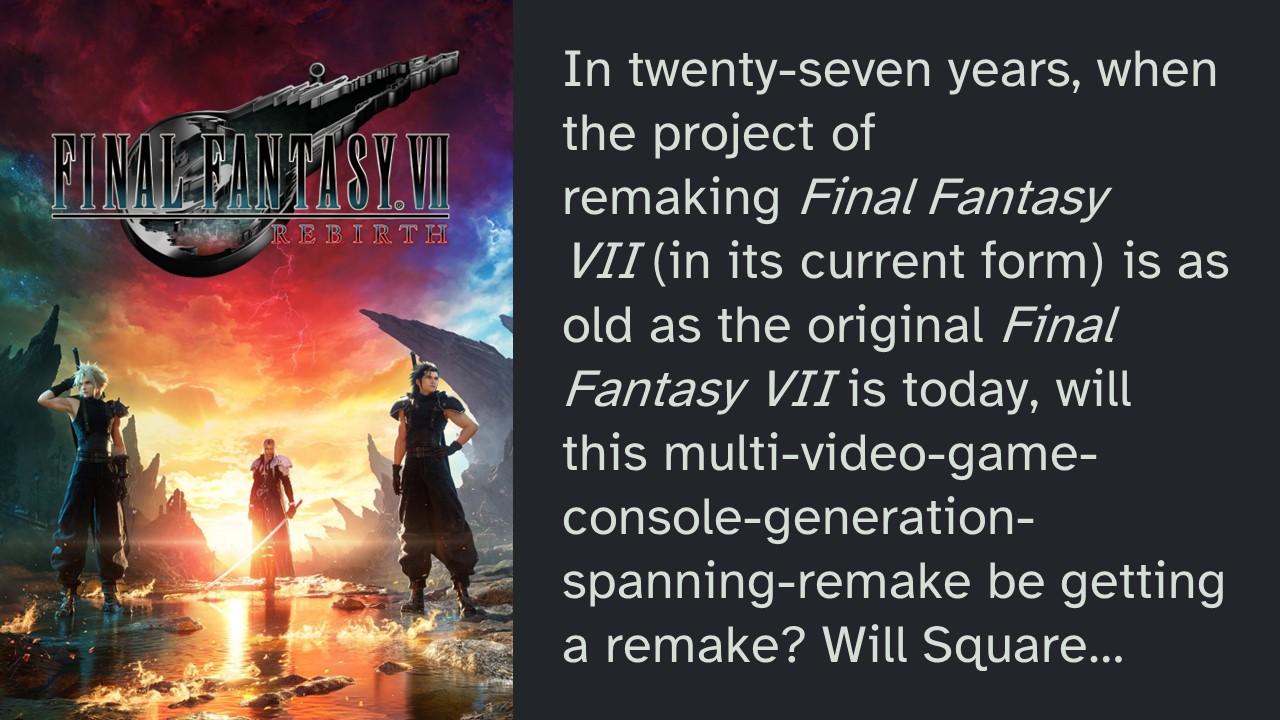 FINAL FANTASY VII
REBIRTH
In twenty-seven years, when
the project of
remaking Final Fantasy
VII (in its current form) is as
old as the original Final
Fantasy VII is today, will
this multi-video-game-
console-generation-
spanning-remake be getting
a remake? Will Square...